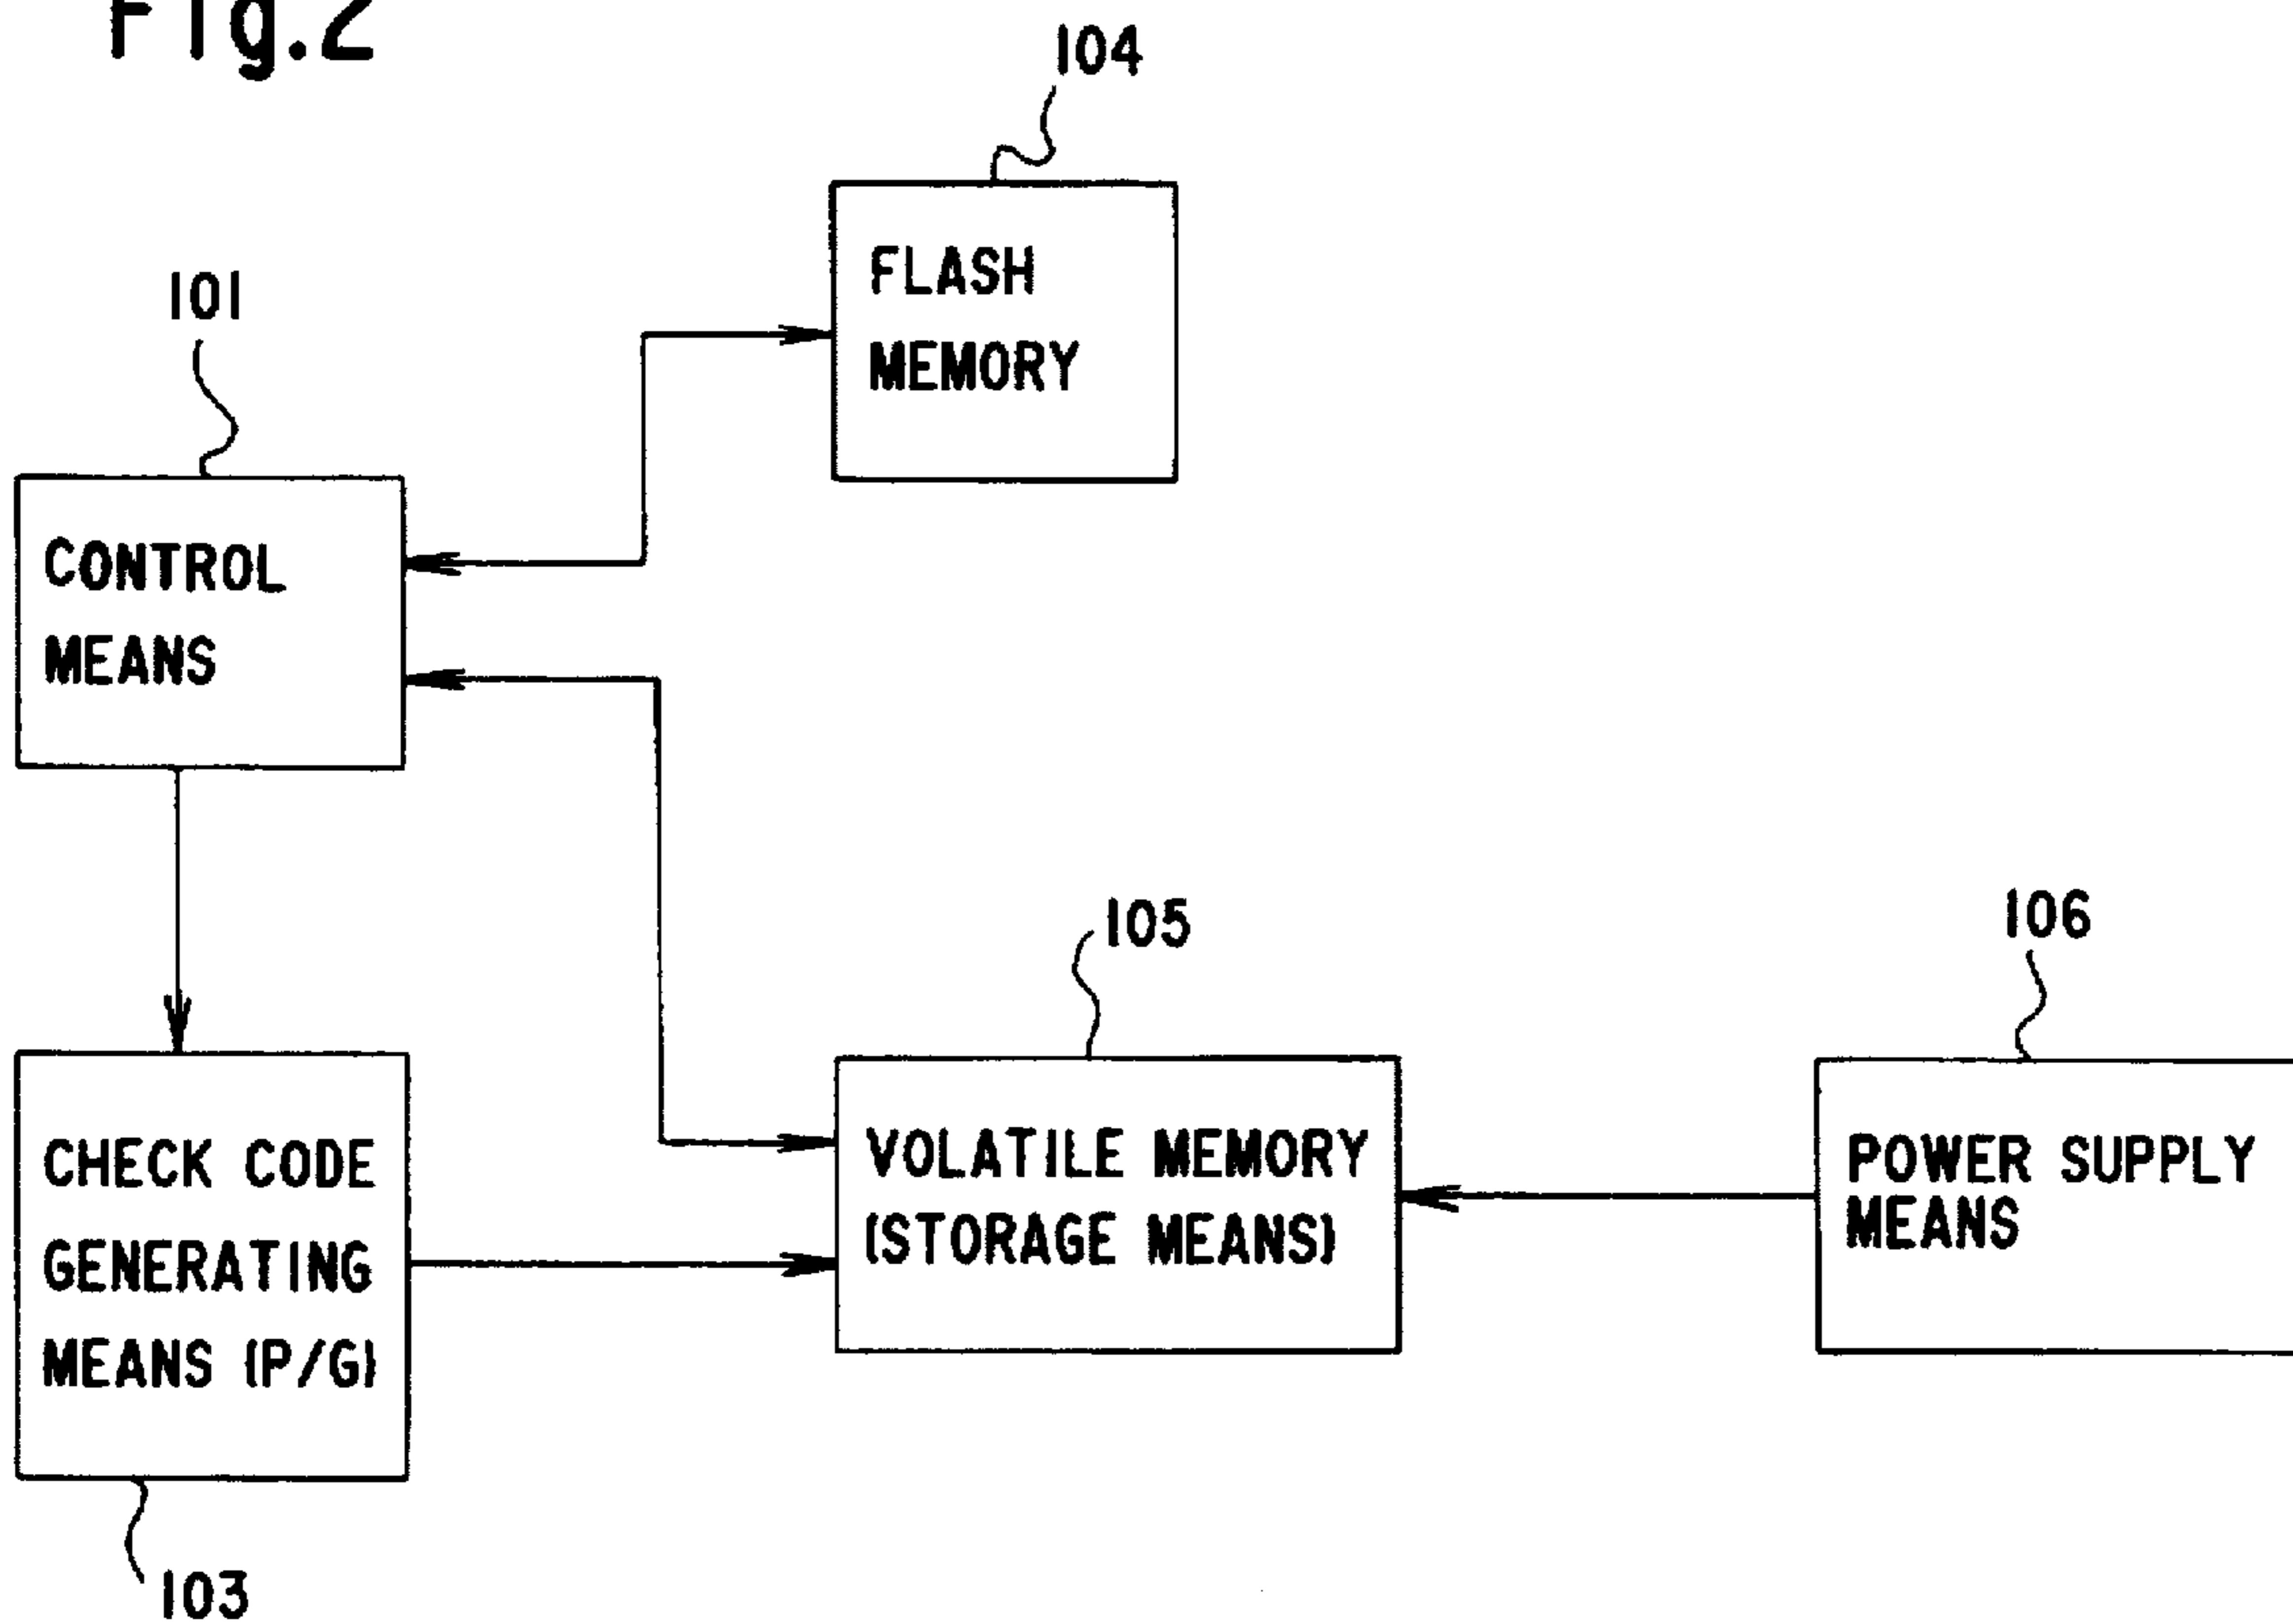 Fig.2
104
FLASH
MEMORY
101
CONTROL
MEANS
105
106
CHECK CODE
GENERATING
MEANS (P/G)
VOLATILE MEMORY
(STORAGE MEANS)
POWER SUPPLY
MEANS
103